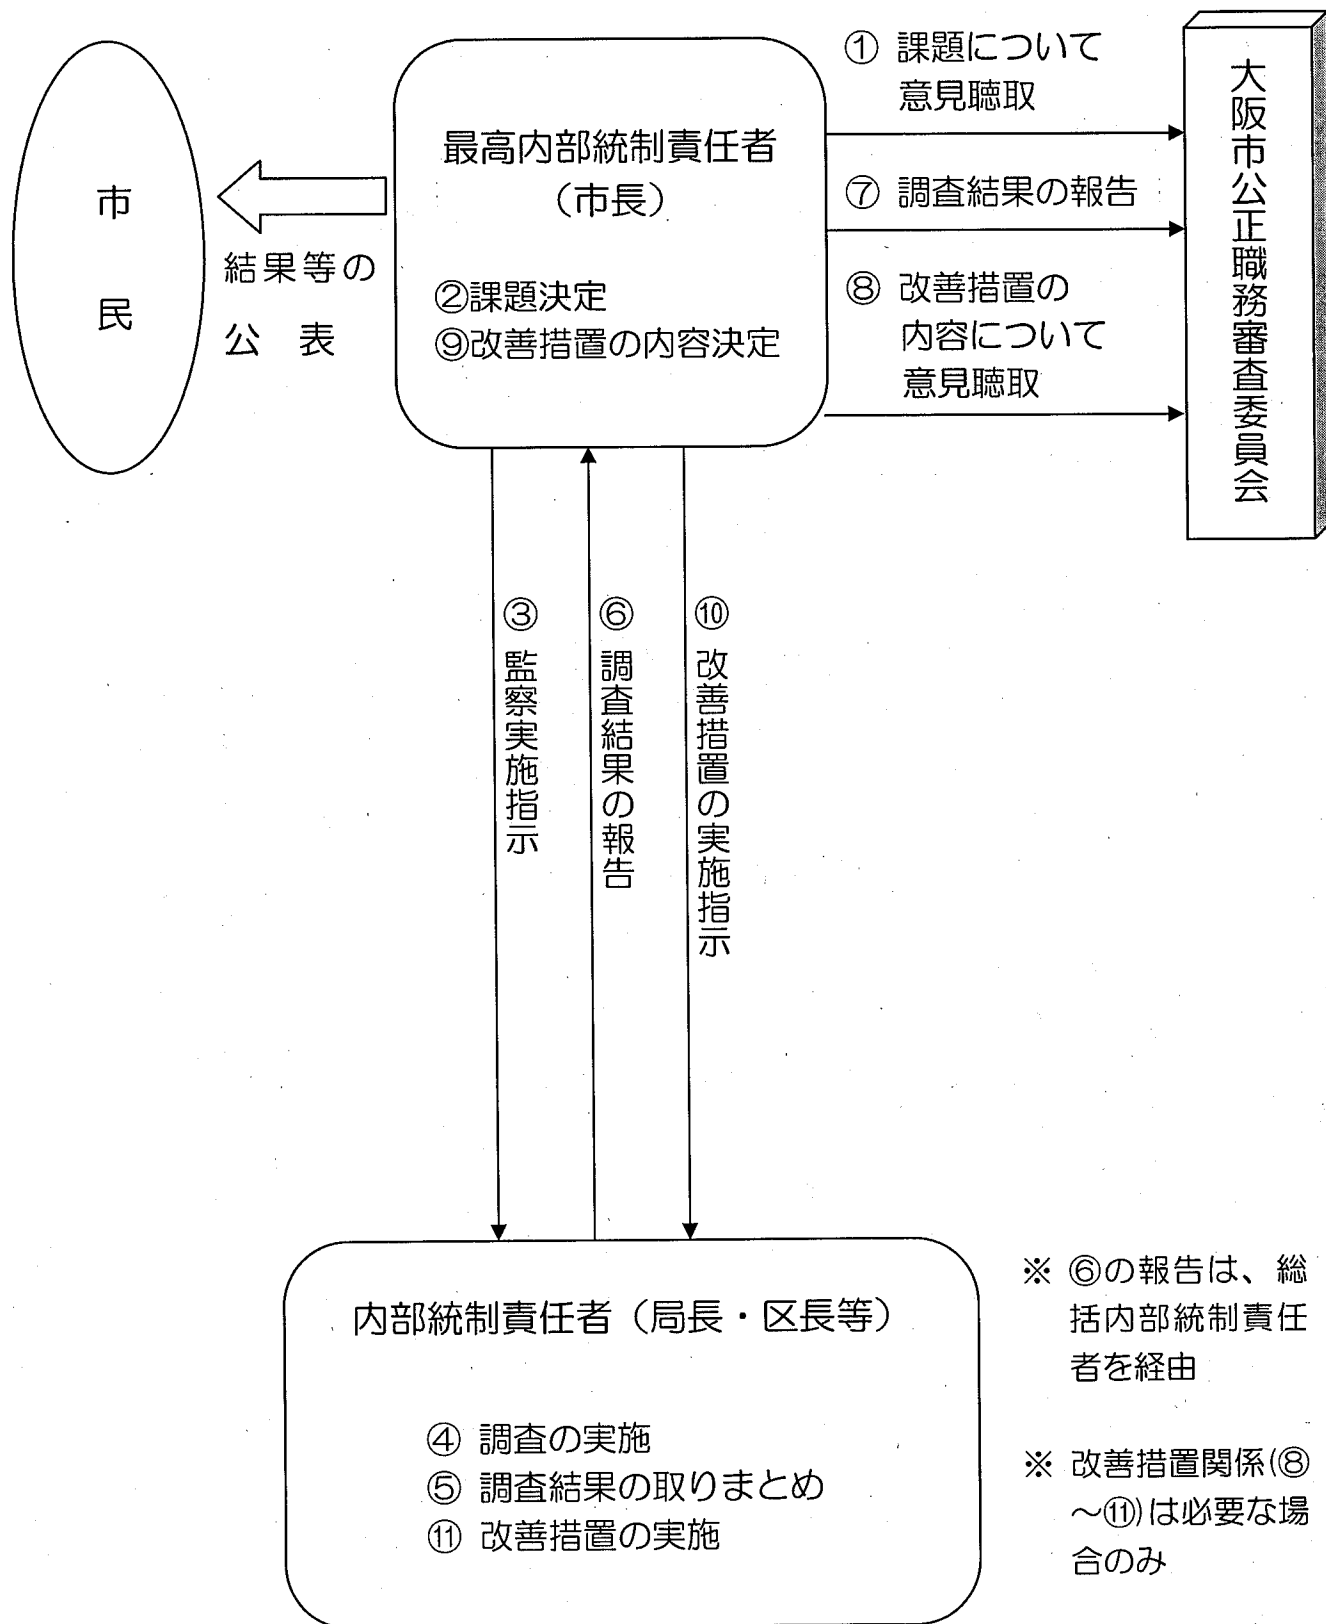 市民
結果等の
公表
最高内部統制責任者
（市長）
②課題決定
⑨改善措置の内容決定
① 課題について
意見聴取
⑦ 調査結果の報告
⑧ 改善措置の
内容について
意見聴取
大阪市公正職務審査委員会
③ 監察実施指示
⑥ 調査結果の報告
⑩ 改善措置の実施指示
内部統制責任者（局長・区長等）
④ 調査の実施
⑤ 調査結果の取りまとめ
⑪ 改善措置の実施
※ ⑥の報告は、総
括内部統制責任
者を経由
※ 改善措置関係(⑧
～⑪)は必要な場
合のみ